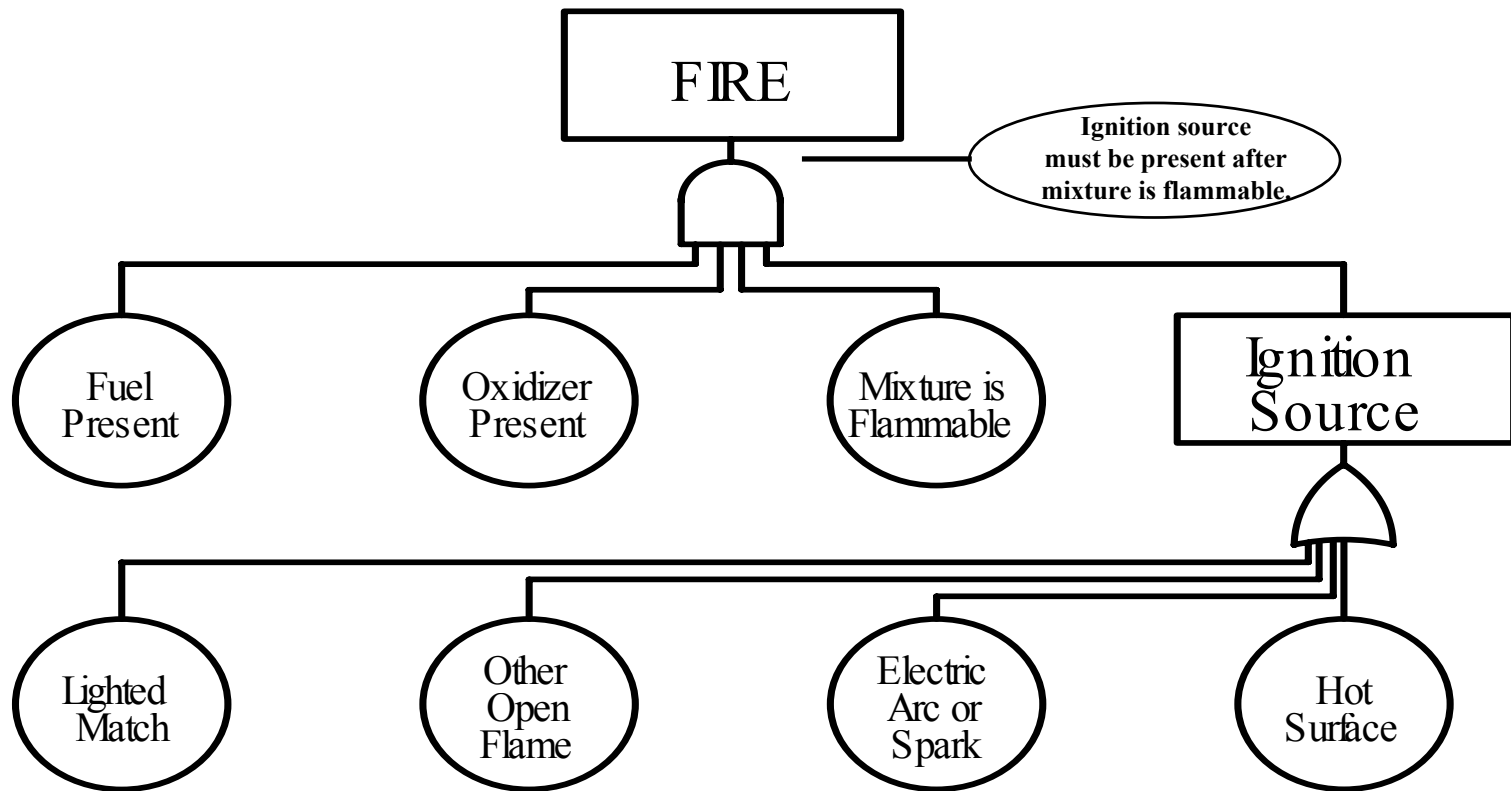 FIRE
Ignition source
must be present after
mixture is flammable.
Fuel
Present
Oxidizer
Present
Mixture is
Flammable
Ignition
Source
Lighted
Match
Other
Open
Flame
Electric
Arc or
Spark
Hot
Surface